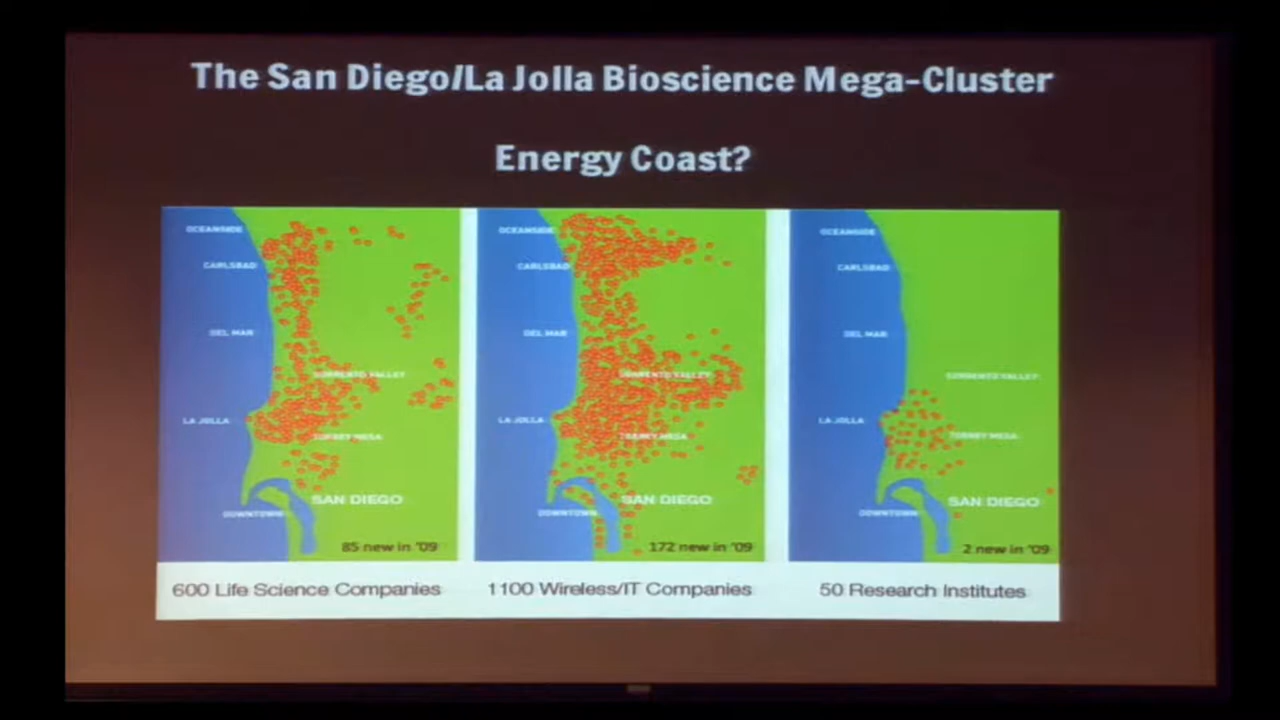 The San Diego/La Jolla Bioscience Mega-Cluster
Energy Coast?
OCEANSIDE
CARLSBAD
DEL MAR
SORRENTO VALLEY
LA JOLLA
TORREY MESA
SAN DIEGO
DOWNTOWN
85 new in '09
600 Life Science Companies
OCEANSIDE
CARLSBAD
DEL MAR
SORRENTO VALLEY
LA JOLLA
TORREY MESA
SAN DIEGO
DOWNTOWN
172 new in '09
1100 Wireless/IT Companies
OCEANSIDE
CARLSBAD
DEL MAR
SORRENTO VALLEY
LA JOLLA
TORREY MESA
SAN DIEGO
DOWNTOWN
2 new in '09
50 Research Institutes